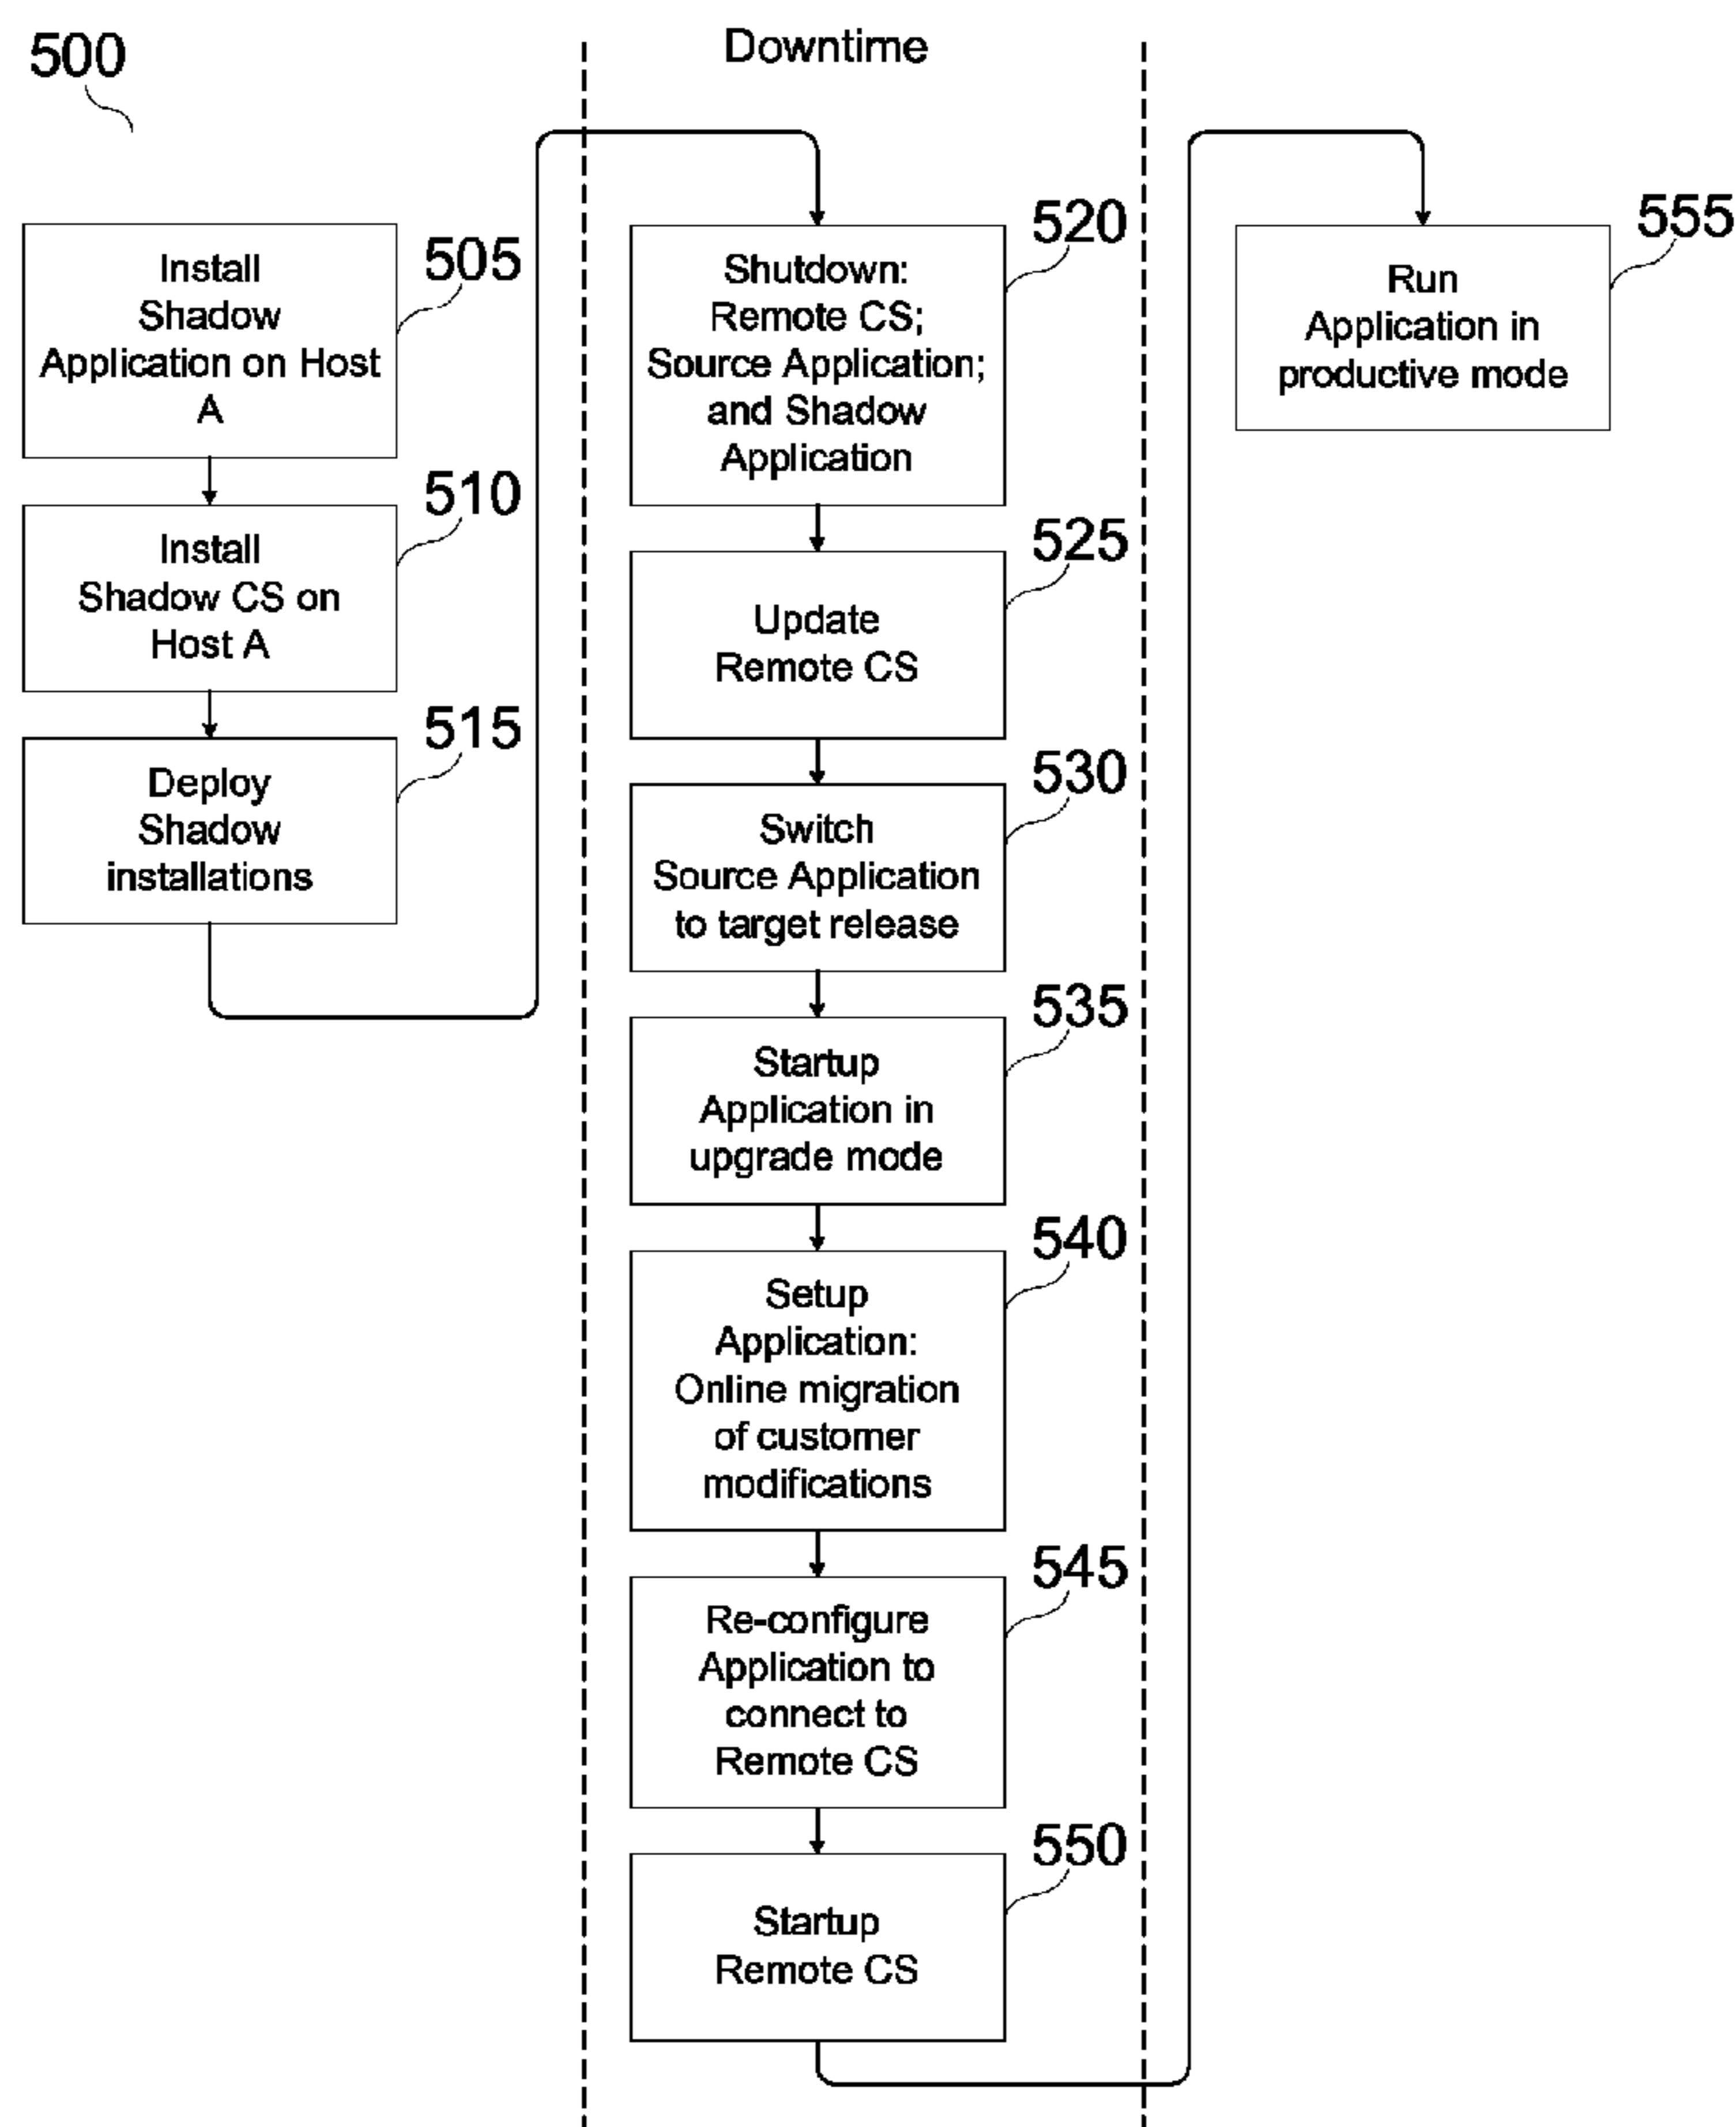 500
Downtime
Install
Shadow
Application on Host
A
505
Install
Shadow CS on
Host A
510
Deploy
Shadow
installations
515
Shutdown:
Remote CS;
Source Application;
and Shadow
Application
520
Update
Remote CS
525
Switch
Source Application
to target release
530
Startup
Application in
upgrade mode
535
Setup
Application:
Online migration
of customer
modifications
540
Re-configure
Application to
connect to
Remote CS
545
Startup
Remote CS
550
Run
Application in
productive mode
555